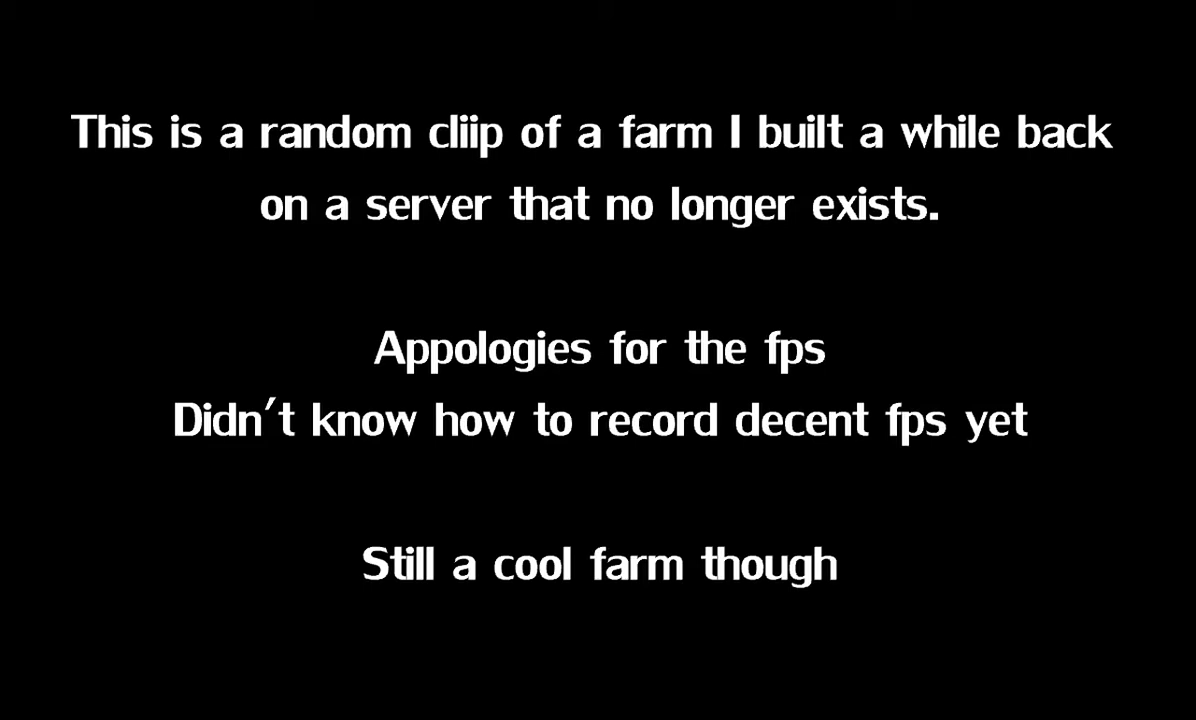 This is a random cliip of a farm I built a while back
on a server that no longer exists.
Appologies for the fps
Didn't know how to record decent fps yet
Still a cool farm though